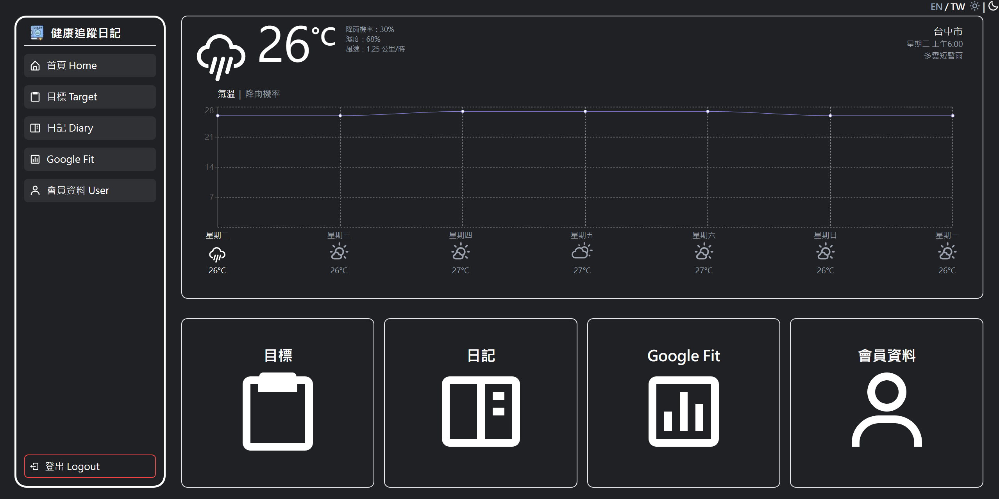 EN / TW
健康追蹤日記
首頁 Home
目標 Target
日記 Diary
Google Fit
會員資料 User
登出 Logout
26°C
降雨機率：30%
濕度：68%
風速：1.25 公里/時
台中市
星期二 上午6:00
多雲短暫雨
氣溫 | 降雨機率
28
21
14
7
星期二 星期三 星期四 星期五 星期六 星期日 星期一
26°C 26°C 27°C 27°C 27°C 26°C 26°C
目標
日記
Google Fit
會員資料